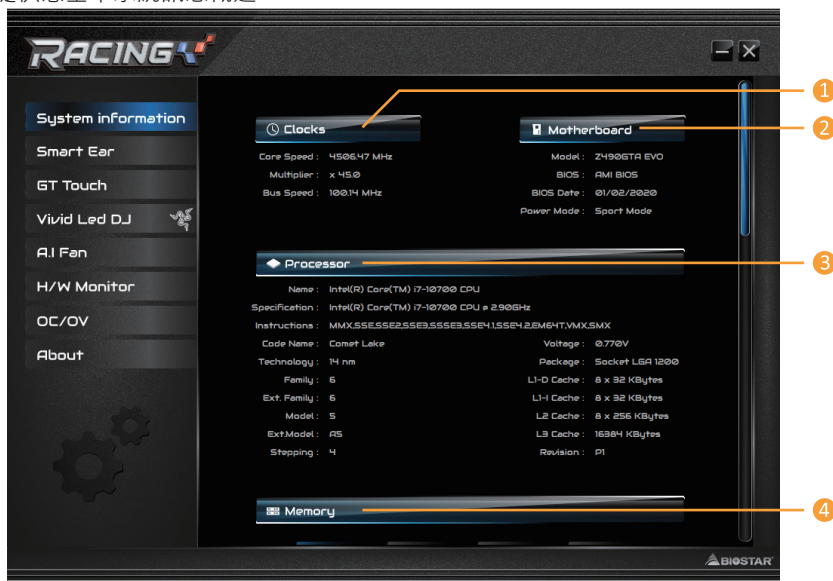 RACING
System information
Smart Ear
GT Touch
Vivid Led DJ
A.I Fan
H/W Monitor
OC/OV
About
Clocks
1
Core Speed : 4506.47 MHz
Multiplier : x 45.0
Bus Speed : 100.14 MHz
Motherboard
2
Model : Z490GTA EVO
BIOS : AMI BIOS
BIOS Date : 01/02/2020
Power Mode : Sport Mode
Processor
3
Name : Intel(R) Core(TM) i7-10700 CPU
Specification : Intel(R) Core(TM) i7-10700 CPU @ 2.90GHz
Instructions : MMX,SSE,SSE2,SSE3,SSSE3,SSE4.1,SSE4.2,EM64T,VMX,SMX
Code Name : Comet Lake
Technology : 14 nm
Family : 6
Ext. Family : 6
Model : 5
Ext.Model : A5
Stepping : 4
Voltage : 0.770V
Package : Socket LGA 1200
L1-D Cache : 8 x 32 KBytes
L1-I Cache : 8 x 32 KBytes
L2 Cache : 8 x 256 KBytes
L3 Cache : 16384 KBytes
Revision : P1
Memory
4
BIOSTAR